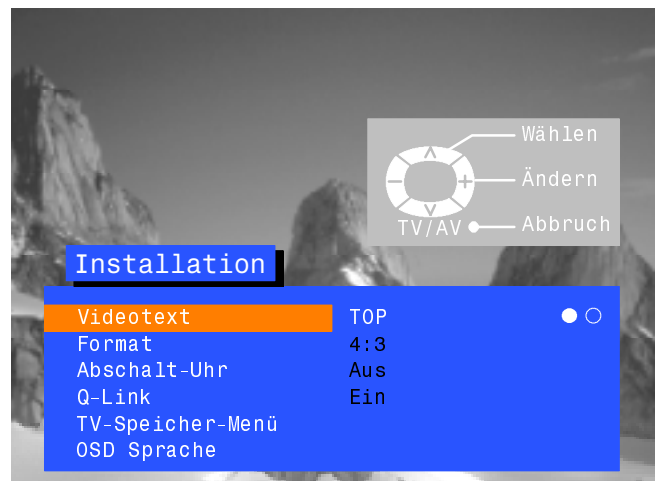 Wählen
Ändern
TV/AV Abbruch
Installation
Videotext TOP
Format 4:3
Abschalt-Uhr Aus
Q-Link Ein
TV-Speicher-Menü
OSD Sprache